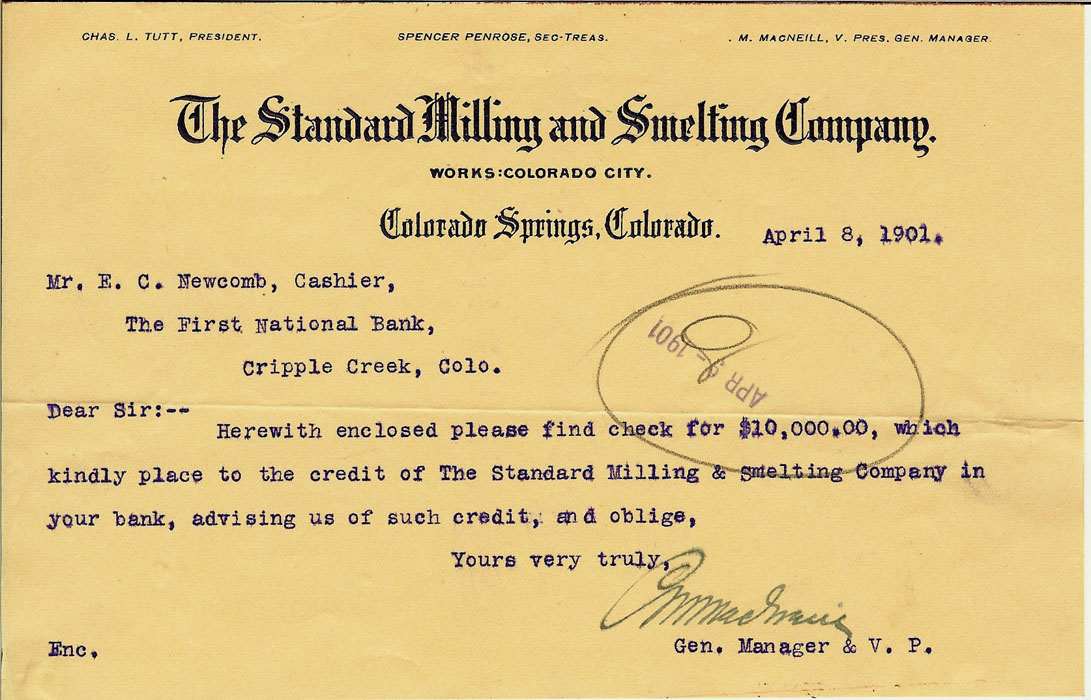 CHAS. L. TUTT, PRESIDENT. SPENCER PENROSE, SEC-TREAS. . M. MACNEILL, V. PRES. GEN. MANAGER.
The Standard Milling and Smelting Company.
WORKS:COLORADO CITY.
Colorado Springs, Colorado. April 8, 1901.
Mr. E. C. Newcomb, Cashier,
The First National Bank,
Cripple Creek, Colo.
APR 9- 1901
Dear Sir:--
Herewith enclosed please find check for $10,000.00, which
kindly place to the credit of The Standard Milling & Smelting Company in
your bank, advising us of such credit, and oblige,
Yours very truly,
CMMacNeill
Gen. Manager & V. P.
Enc.